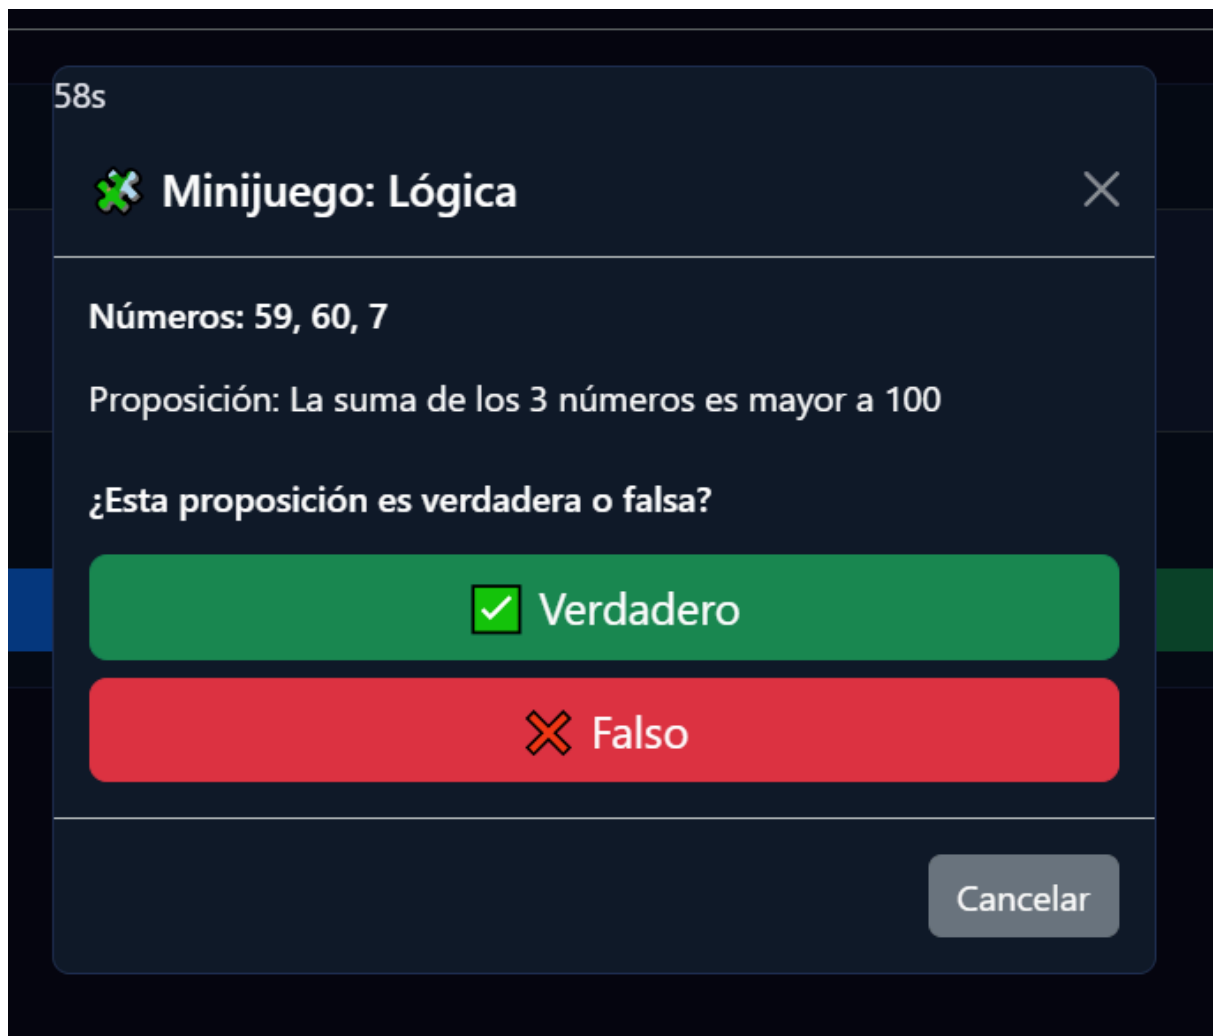 58s
Minijuego: Lógica
Números: 59, 60, 7
Proposición: La suma de los 3 números es mayor a 100
¿Esta proposición es verdadera o falsa?
Verdadero
Falso
Cancelar